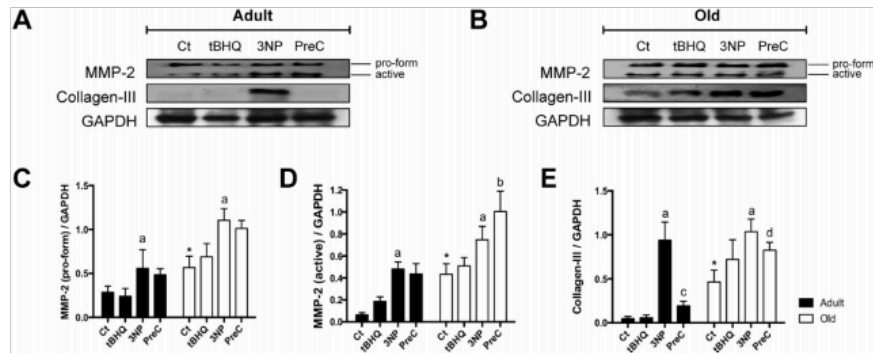 A
Adult
Ct tBHQ 3NP PreC
MMP-2
pro-form
active
Collagen-III
GAPDH
B
Old
Ct tBHQ 3NP PreC
MMP-2
pro-form
active
Collagen-III
GAPDH
C
MMP-2 (pro-form) / GAPDH
1.5
1.0
0.5
0.0
a
*
a
Ct tBHQ 3NP PreC Ct tBHQ 3NP PreC
D
MMP-2 (active) / GAPDH
1.2
1.0
0.8
0.6
0.4
0.2
0.0
a
*
a
b
Ct tBHQ 3NP PreC Ct tBHQ 3NP PreC
E
Collagen-III / GAPDH
1.5
1.0
0.5
0.0
a
c
*
a
d
Ct tBHQ 3NP PreC Ct tBHQ 3NP PreC
Adult
Old